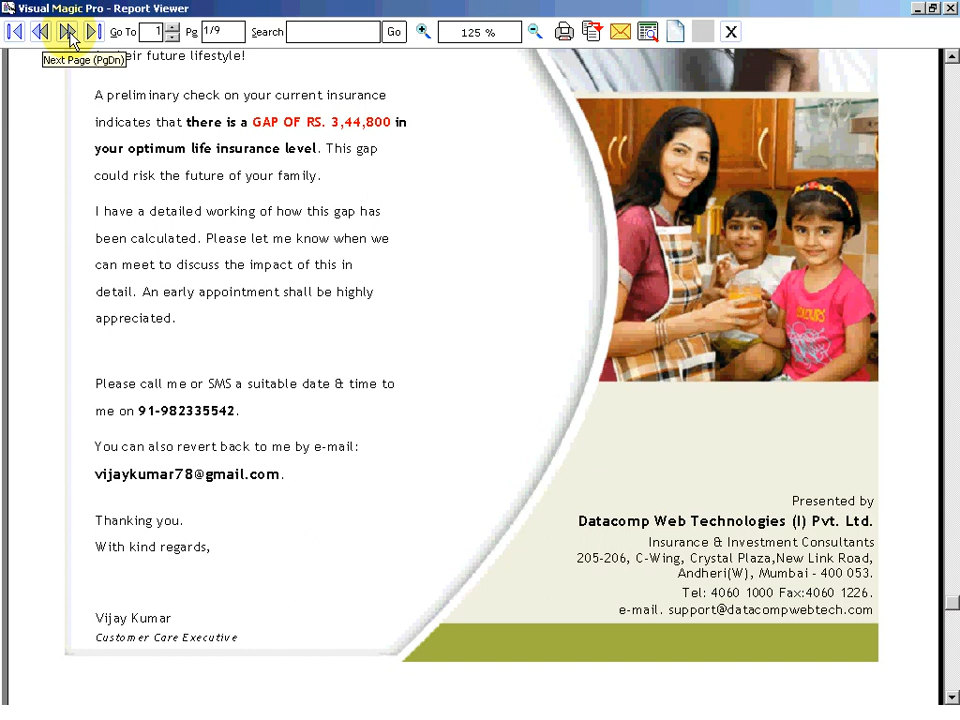 Visual Magic Pro - Report Viewer
Go To 1 Pg 1/9 Search Go 125 %
Next Page (PgDn)
their future lifestyle!
A preliminary check on your current insurance
indicates that there is a GAP OF RS. 3,44,800 in
your optimum life insurance level. This gap
could risk the future of your family.
I have a detailed working of how this gap has
been calculated. Please let me know when we
can meet to discuss the impact of this in
detail. An early appointment shall be highly
appreciated.
Please call me or SMS a suitable date & time to
me on 91-982335542.
You can also revert back to me by e-mail:
vijaykumar78@gmail.com.
Thanking you.
With kind regards,
Vijay Kumar
Customer Care Executive
COLOURS
Presented by
Datacomp Web Technologies (I) Pvt. Ltd.
Insurance & Investment Consultants
205-206, C-Wing, Crystal Plaza,New Link Road,
Andheri(W), Mumbai - 400 053.
Tel: 4060 1000 Fax:4060 1226.
e-mail. support@datacompwebtech.com